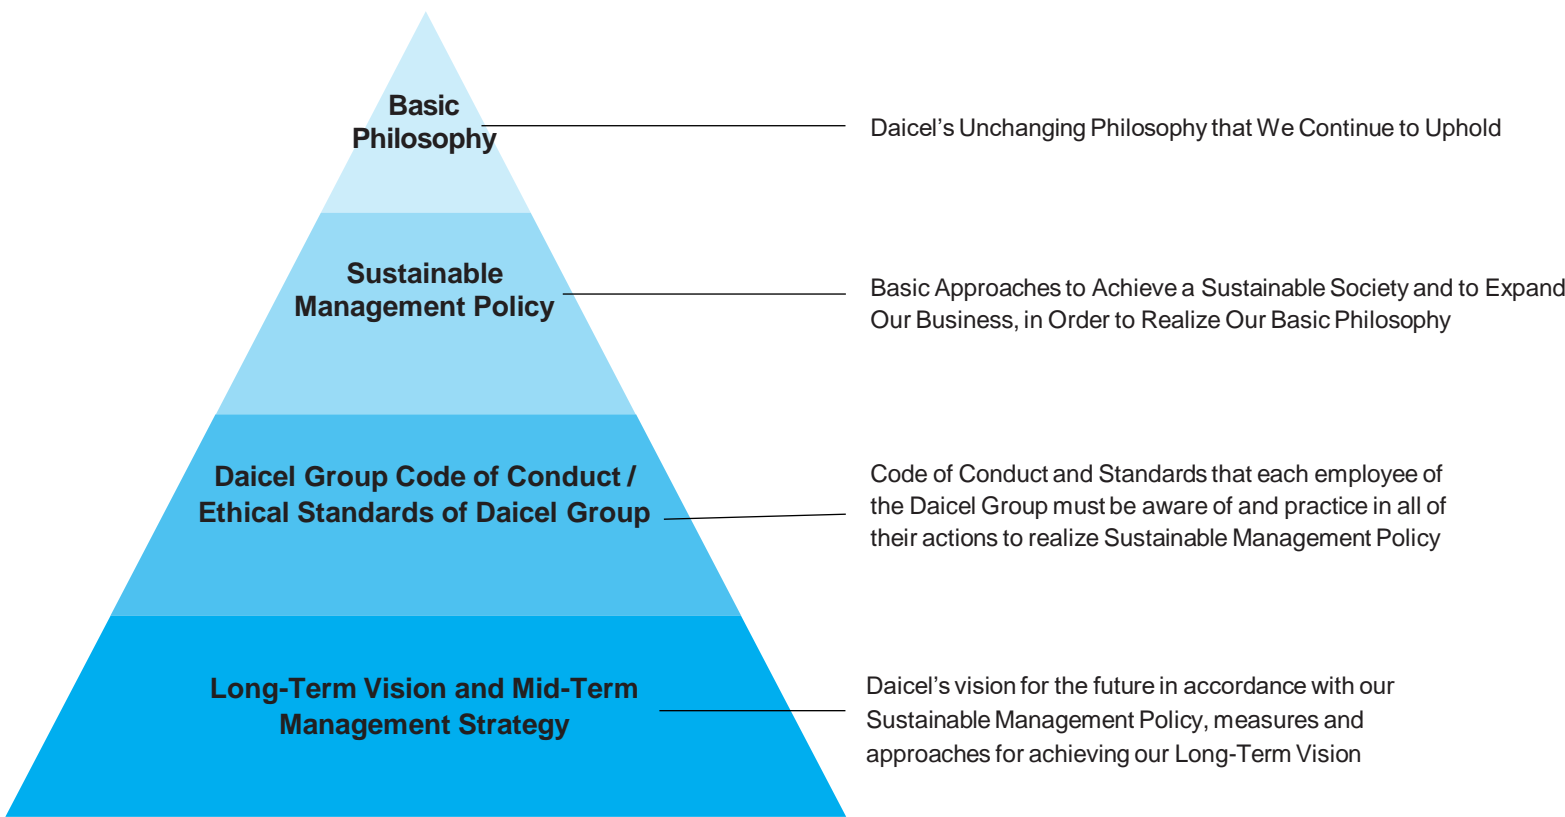 Basic
Philosophy
Daicel’s Unchanging Philosophy that We Continue to Uphold
Sustainable
Management Policy
Basic Approaches to Achieve a Sustainable Society and to Expand
Our Business, in Order to Realize Our Basic Philosophy
Daicel Group Code of Conduct /
Ethical Standards of Daicel Group
Code of Conduct and Standards that each employee of
the Daicel Group must be aware of and practice in all of
their actions to realize Sustainable Management Policy
Long-Term Vision and Mid-Term
Management Strategy
Daicel’s vision for the future in accordance with our
Sustainable Management Policy, measures and
approaches for achieving our Long-Term Vision